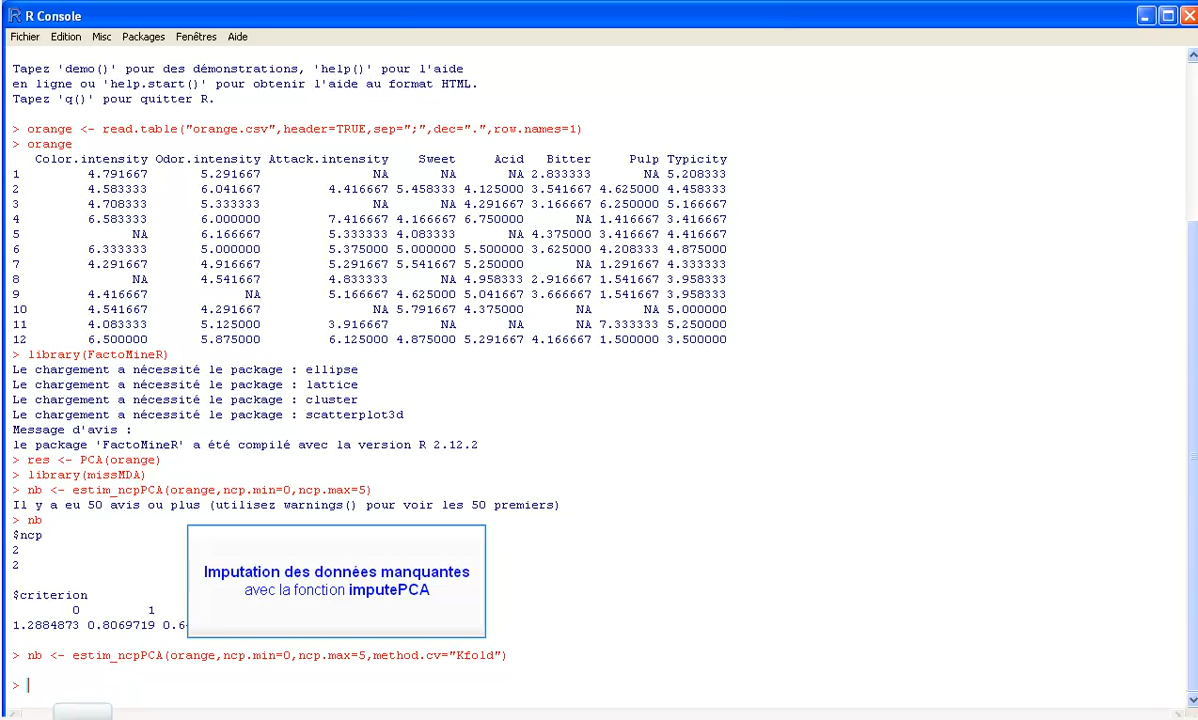 R Console
Fichier Edition Misc Packages Fenêtres Aide
Tapez 'demo()' pour des démonstrations, 'help()' pour l'aide
en ligne ou 'help.start()' pour obtenir l'aide au format HTML.
Tapez 'q()' pour quitter R.
> orange <- read.table("orange.csv",header=TRUE,sep=";",dec=".",row.names=1)
> orange
Color.intensity Odor.intensity Attack.intensity Sweet Acid Bitter Pulp Typicity
1 4.791667 5.291667 NA NA NA 2.833333 NA 5.208333
2 4.583333 6.041667 4.416667 5.458333 4.125000 3.541667 4.625000 4.458333
3 4.708333 5.333333 NA NA 4.291667 3.166667 6.250000 5.166667
4 6.583333 6.000000 7.416667 4.166667 6.750000 NA 1.416667 3.416667
5 NA 6.166667 5.333333 4.083333 NA 4.375000 3.416667 4.416667
6 6.333333 5.000000 5.375000 5.000000 5.500000 3.625000 4.208333 4.875000
7 4.291667 4.916667 5.291667 5.541667 5.250000 NA 1.291667 4.333333
8 NA 4.541667 4.833333 NA 4.958333 2.916667 1.541667 3.958333
9 4.416667 NA 5.166667 4.625000 5.041667 3.666667 1.541667 3.958333
10 4.541667 4.291667 NA 5.791667 4.375000 NA NA 5.000000
11 4.083333 5.125000 3.916667 NA NA NA 7.333333 5.250000
12 6.500000 5.875000 6.125000 4.875000 5.291667 4.166667 1.500000 3.500000
> library(FactoMineR)
Le chargement a nécessité le package : ellipse
Le chargement a nécessité le package : lattice
Le chargement a nécessité le package : cluster
Le chargement a nécessité le package : scatterplot3d
Message d'avis :
le package 'FactoMineR' a été compilé avec la version R 2.12.2
> res <- PCA(orange)
> library(missMDA)
> nb <- estim_ncpPCA(orange,ncp.min=0,ncp.max=5)
Il y a eu 50 avis ou plus (utilisez warnings() pour voir les 50 premiers)
> nb
$ncp
2
2
$criterion
0 1
1.2884873 0.8069719 0.6
Imputation des données manquantes
avec la fonction imputePCA
> nb <- estim_ncpPCA(orange,ncp.min=0,ncp.max=5,method.cv="Kfold")
>